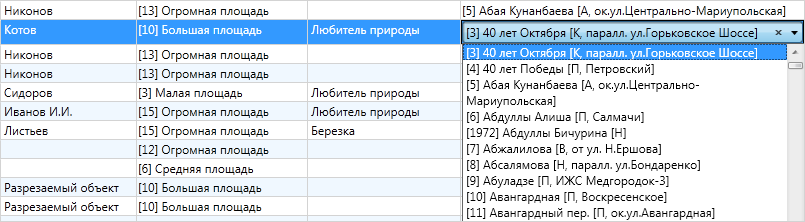 Никонов [13] Огромная площадь [5] Абая Кунанбаева [А, ок.ул.Центрально-Мариупольская]
Котов [10] Большая площадь Любитель природы [3] 40 лет Октября [К, паралл. ул.Горьковское Шоссе]
[3] 40 лет Октября [К, паралл. ул.Горьковское Шоссе]
Никонов [13] Огромная площадь
[4] 40 лет Победы [П, Петровский]
Никонов [13] Огромная площадь
[5] Абая Кунанбаева [А, ок.ул.Центрально-
Сидоров [3] Малая площадь Любитель природы
Мариупольская]
Иванов И.И. [15] Огромная площадь Любитель природы
[6] Абдуллы Алиша [П, Салмачи]
Листьев [15] Огромная площадь Березка
[1972] Абдуллы Бичурина [Н]
[12] Огромная площадь
[7] Абжалилова [В, от ул. Н.Ершова]
[6] Средняя площадь
[8] Абсалямова [Н, паралл. ул.Бондаренко]
[9] Абуладзе [П, ИЖС Медгородок-3]
Разрезаемый объект [10] Большая площадь
[10] Авангардная [П, Воскресенское]
Разрезаемый объект [10] Большая площадь
[11] Авангардный пер. [П, ок.ул.Авангардная]